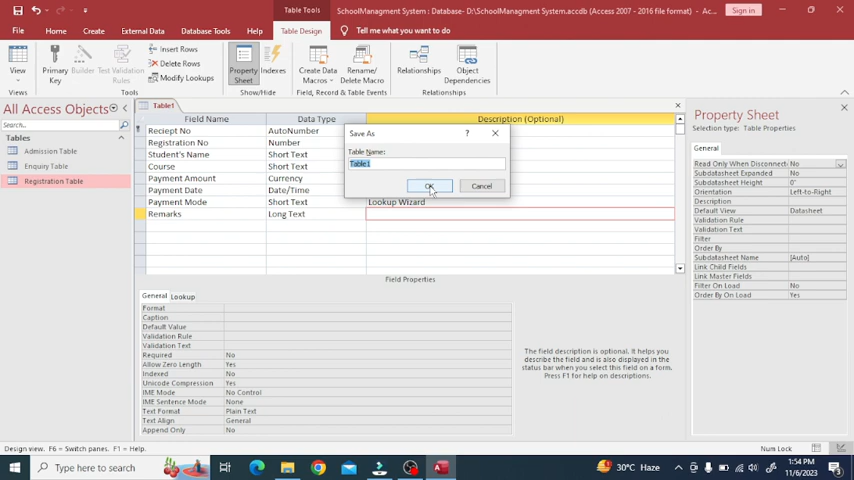 Table Tools
SchoolManagment System : Database- D:\SchoolManagment System.accdb (Access 2007 - 2016 file format) - Ac...
Sign in
File
Home
Create
External Data
Database Tools
Help
Table Design
Tell me what you want to do
View
Primary Key
Builder
Test Validation Rules
Insert Rows
Delete Rows
Modify Lookups
Property Sheet
Indexes
Create Data Macros
Rename/ Delete Macro
Relationships
Object Dependencies
Views
Tools
Show/Hide
Field, Record & Table Events
Relationships
All Access Objects
Search...
Tables
Admission Table
Enquiry Table
Registration Table
Table1
Field Name Data Type Description (Optional)
Reciept No AutoNumber
Registration No Number
Student's Name Short Text
Course Short Text
Payment Amount Currency
Payment Date Date/Time
Payment Mode Short Text Lookup Wizard
Remarks Long Text
Save As
?
Table Name:
Table1
OK
Cancel
Field Properties
General Lookup
Format
Caption
Default Value
Validation Rule
Validation Text
Required No
Allow Zero Length Yes
Indexed No
Unicode Compression Yes
IME Mode No Control
IME Sentence Mode None
Text Format Plain Text
Text Align General
Append Only No
The field description is optional. It helps you
describe the field and is also displayed in the
status bar when you select this field on a form.
Press F1 for help on descriptions.
Property Sheet
Selection type: Table Properties
General
Read Only When Disconnect No
Subdatasheet Expanded No
Subdatasheet Height 0"
Orientation Left-to-Right
Description
Default View Datasheet
Validation Rule
Validation Text
Filter
Order By
Subdatasheet Name [Auto]
Link Child Fields
Link Master Fields
Filter On Load No
Order By On Load Yes
Design view. F6 = Switch panes. F1 = Help.
Num Lock
Type here to search
30°C Haze
1:54 PM
11/6/2023
3